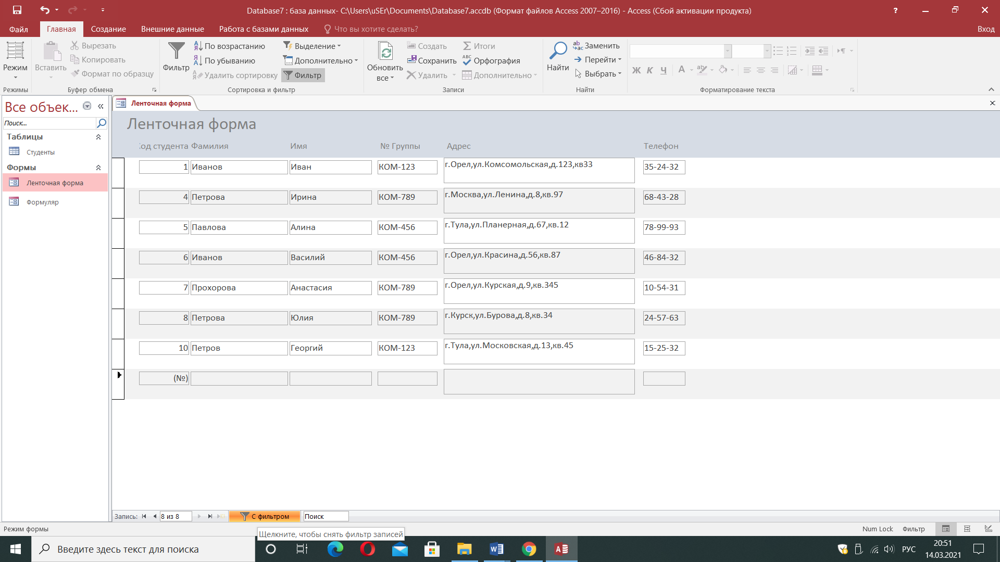 Database7 : база данных- C:\Users\uSEr\Documents\Database7.accdb (Формат файлов Access 2007–2016) - Access (Сбой активации продукта)
?
Файл Главная Создание Внешние данные Работа с базами данных Что вы хотите сделать? Вход
Режим
Режимы
Вставить
Вырезать
Копировать
Формат по образцу
Буфер обмена
Фильтр
По возрастанию
По убыванию
Удалить сортировку
Выделение
Дополнительно
Фильтр
Сортировка и фильтр
Обновить
все
Создать
Сохранить
Удалить
Итоги
Орфография
Дополнительно
Записи
Найти
Заменить
Перейти
Выбрать
Найти
Ж К Ч А
Форматирование текста
Все объек...
Поиск...
Таблицы
Студенты
Формы
Ленточная форма
Формуляр
Ленточная форма
Ленточная форма
од студента Фамилия Имя № Группы Адрес Телефон
1 Иванов Иван КОМ-123 г.Орел,ул.Комсомольская,д.123,кв33 35-24-32
4 Петрова Ирина КОМ-789 г.Москва,ул.Ленина,д.8,кв.97 68-43-28
5 Павлова Алина КОМ-456 г.Тула,ул.Планерная,д.67,кв.12 78-99-93
6 Иванов Василий КОМ-456 г.Орел,ул.Красина,д.56,кв.87 46-84-32
7 Прохорова Анастасия КОМ-789 г.Орел,ул.Курская,д.9,кв.345 10-54-31
8 Петрова Юлия КОМ-789 г.Курск,ул.Бурова,д.8,кв.34 24-57-63
10 Петров Георгий КОМ-123 г.Тула,ул.Московская,д.13,кв.45 15-25-32
(№)
Запись: 8 из 8 С фильтром Поиск
Режим формы Num Lock Фильтр
Щелкните, чтобы снять фильтр записей
Введите здесь текст для поиска
РУС
20:51
14.03.2021